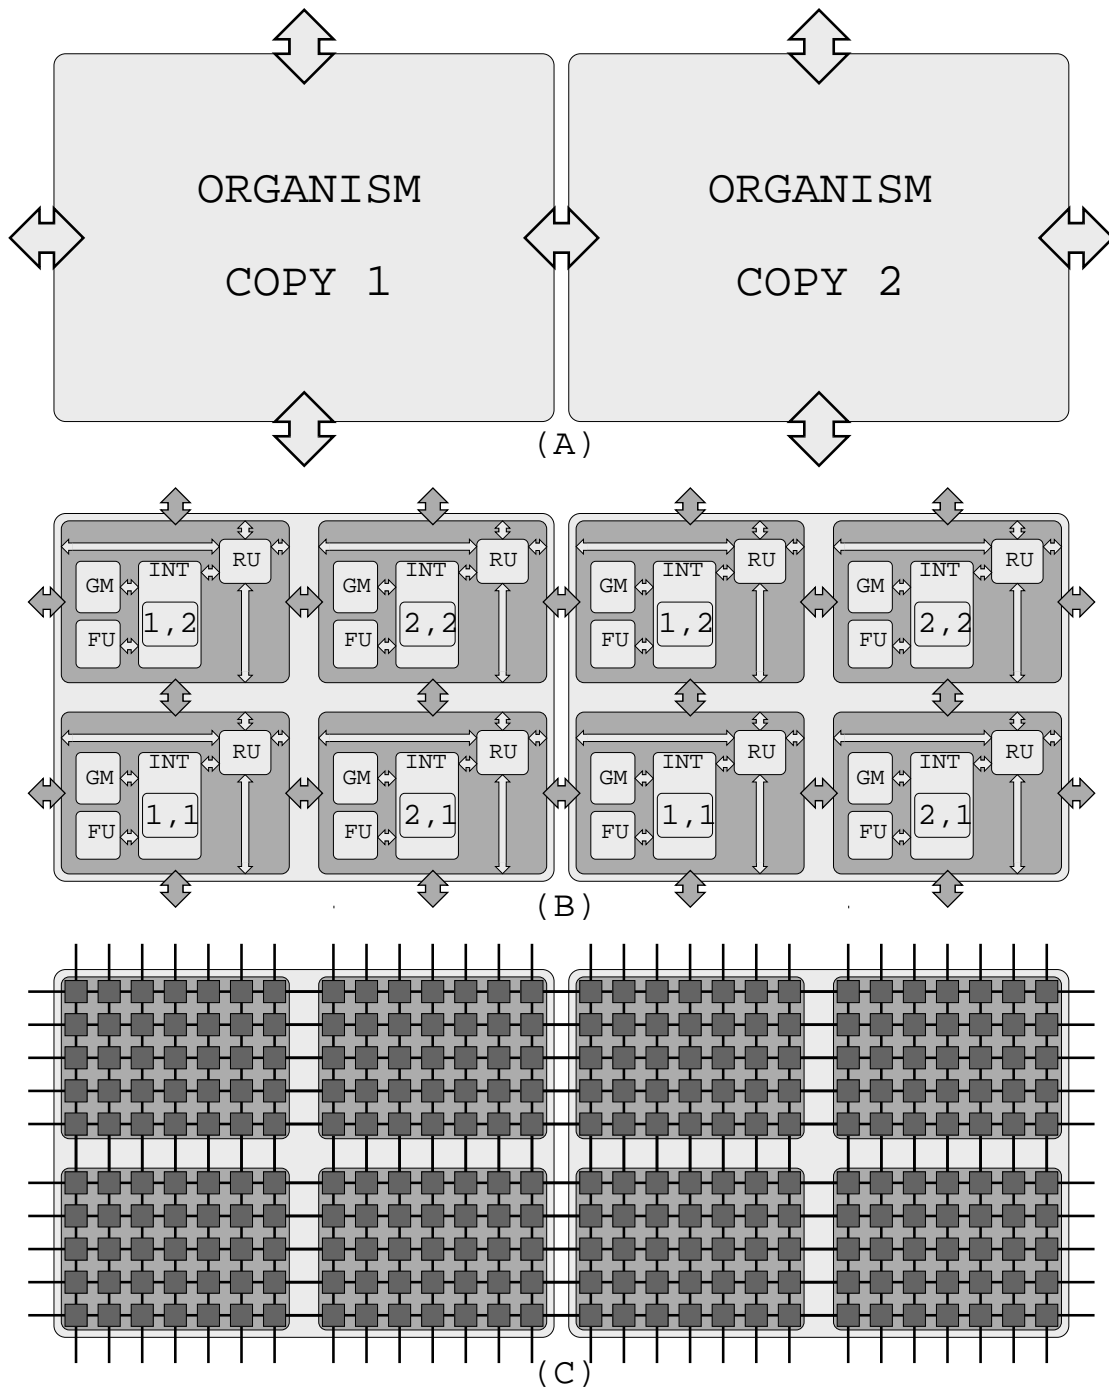 ORGANISM ORGANISM
COPY 1 COPY 2
(A)
INT RU INT RU INT RU INT RU
GM GM GM GM
1,2 2,2 1,2 2,2
FU FU FU FU
INT RU INT RU INT RU INT RU
GM GM GM GM
1,1 2,1 1,1 2,1
FU FU FU FU
(B)
(C)